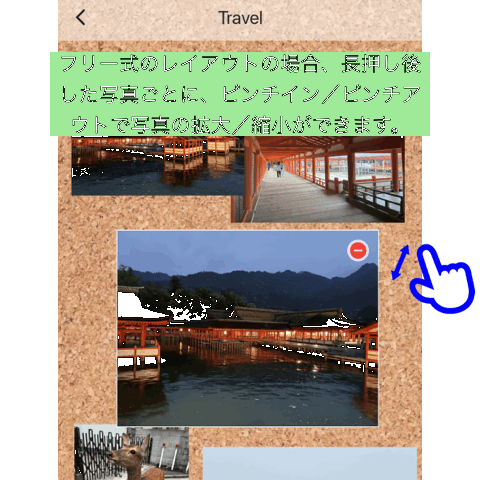 Travel
フリー式のレイアウトの場合、長押し後
した写真ごとに、ピンチイン／ピンチア
ウトで写真の拡大／縮小ができます。